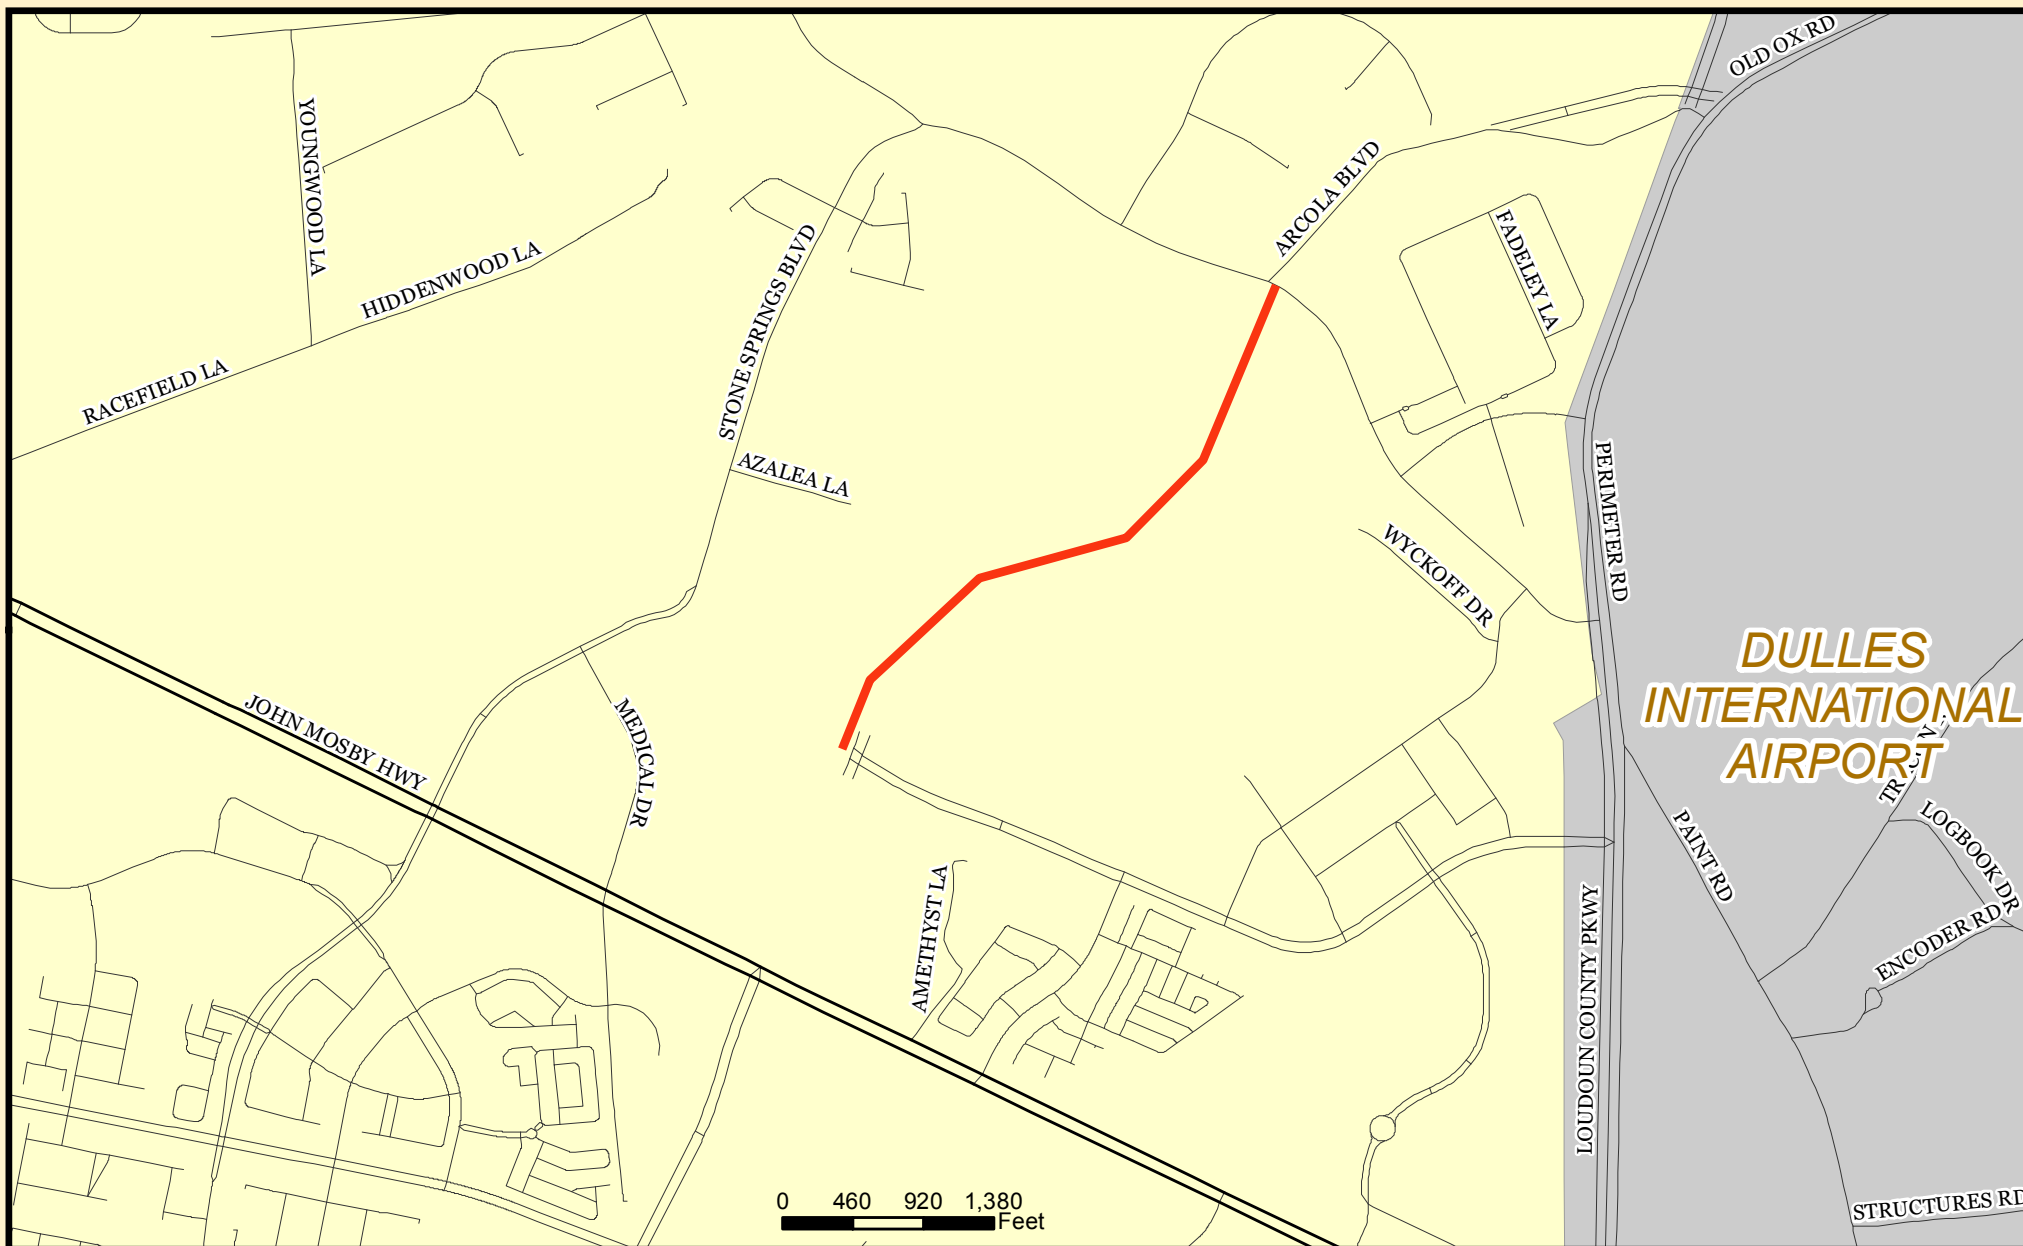 OLD OX RD
YOUNGWOOD LA
ARCOLA BLVD
FADELEY LA
HIDDENWOOD LA
STONE SPRINGS BLVD
RACEFIELD LA
AZALEA LA
PERIMETER RD
WYCKOFF DR
DULLES
INTERNATIONAL
AIRPORT
JOHN MOSBY HWY
MEDICAL DR
PAINT RD
LOGBOOK DR
ENCODER RD
AMETHYST LA
LOUDOUN COUNTY PKWY
STRUCTURES RD
0 460 920 1,380
Feet